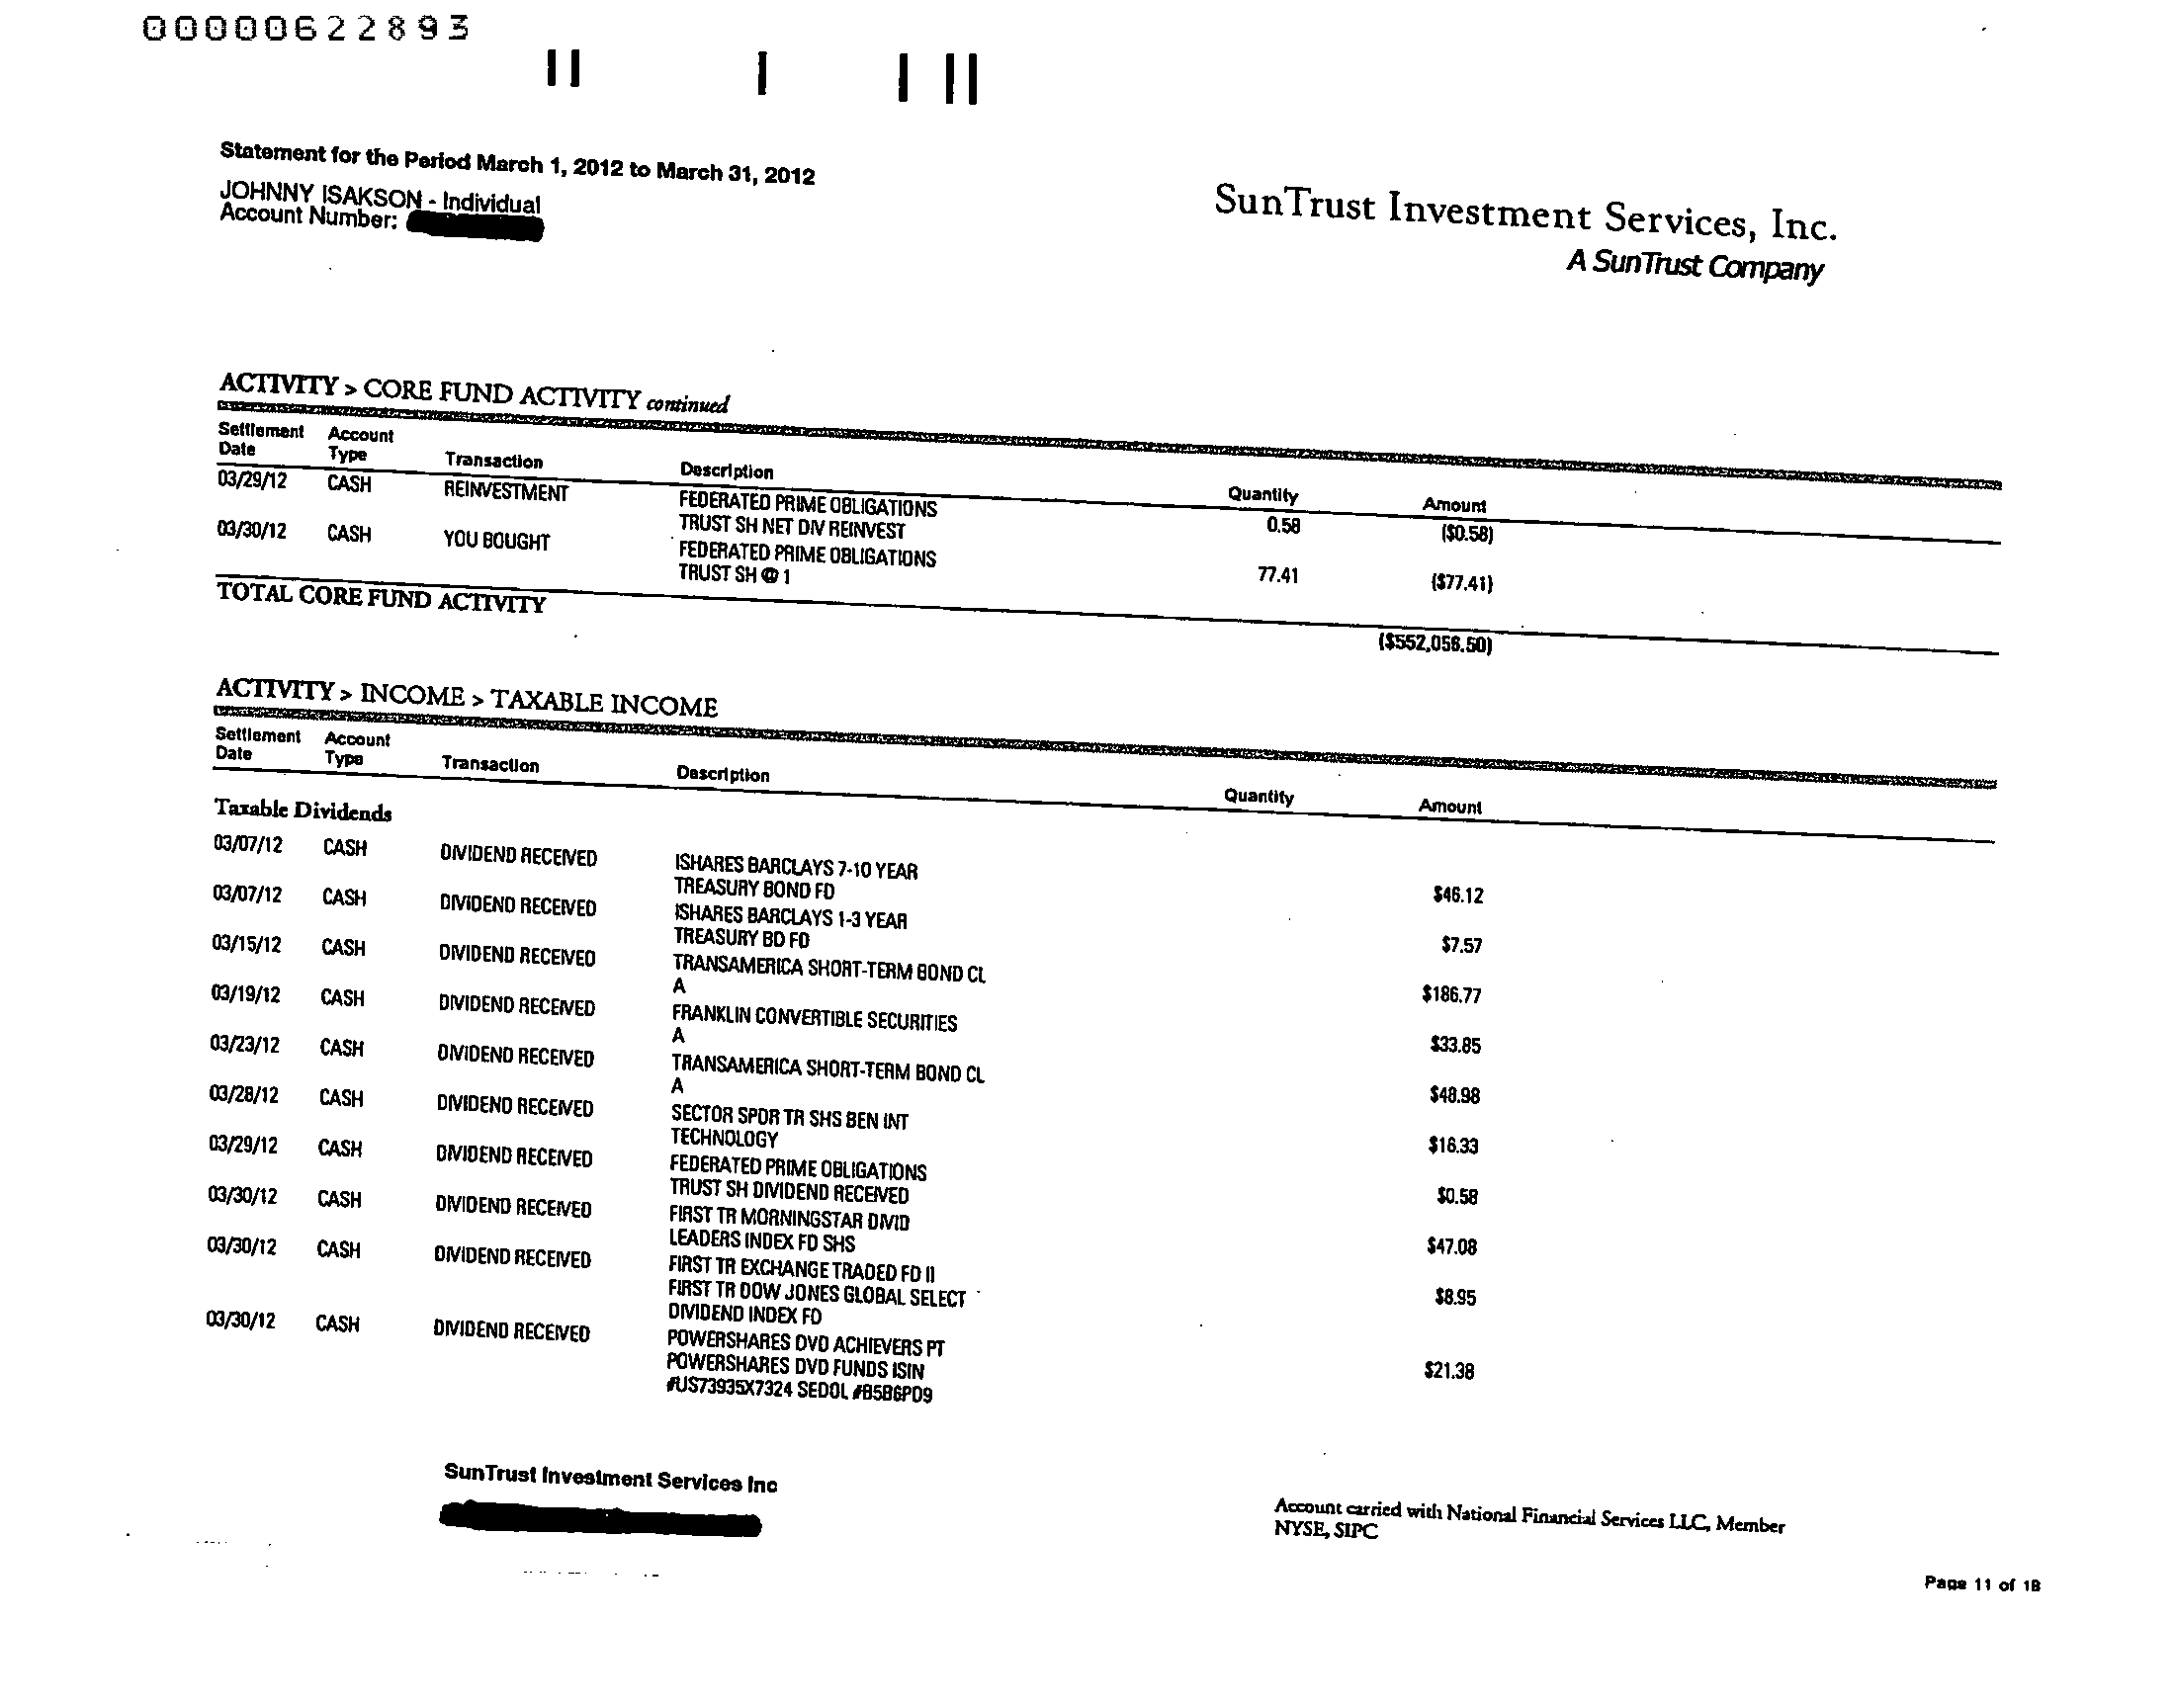 00000622893
Statement for the Period March 1, 2012 to March 31, 2012
JOHNNY ISAKSON - Individual
Account Number:
SunTrust Investment Services, Inc.
A SunTrust Company
ACTIVITY > CORE FUND ACTIVITY continued
Settlement Date Account Type Transaction Description Quantity Amount
03/29/12 CASH REINVESTMENT FEDERATED PRIME OBLIGATIONS 0.58 ($0.58)
TRUST SH NET DIV REINVEST
03/30/12 CASH YOU BOUGHT FEDERATED PRIME OBLIGATIONS 77.41 ($77.41)
TRUST SH @ 1
TOTAL CORE FUND ACTIVITY ($552,056.50)
ACTIVITY > INCOME > TAXABLE INCOME
Settlement Date Account Type Transaction Description Quantity Amount
Taxable Dividends
03/07/12 CASH DIVIDEND RECEIVED ISHARES BARCLAYS 7-10 YEAR $46.12
TREASURY BOND FD
03/07/12 CASH DIVIDEND RECEIVED ISHARES BARCLAYS 1-3 YEAR $7.57
TREASURY BD FD
03/15/12 CASH DIVIDEND RECEIVED TRANSAMERICA SHORT-TERM BOND CL $186.77
A
03/19/12 CASH DIVIDEND RECEIVED FRANKLIN CONVERTIBLE SECURITIES $33.85
A
03/23/12 CASH DIVIDEND RECEIVED TRANSAMERICA SHORT-TERM BOND CL $48.98
A
03/28/12 CASH DIVIDEND RECEIVED SECTOR SPDR TR SHS BEN INT $16.33
TECHNOLOGY
03/29/12 CASH DIVIDEND RECEIVED FEDERATED PRIME OBLIGATIONS $0.58
TRUST SH DIVIDEND RECEIVED
03/30/12 CASH DIVIDEND RECEIVED FIRST TR MORNINGSTAR DIVID $47.08
LEADERS INDEX FD SHS
03/30/12 CASH DIVIDEND RECEIVED FIRST TR EXCHANGE TRADED FD II $8.95
FIRST TR DOW JONES GLOBAL SELECT
DIVIDEND INDEX FD
03/30/12 CASH DIVIDEND RECEIVED POWERSHARES DVD ACHIEVERS PT $21.38
POWERSHARES DVD FUNDS ISIN
#US73935X7324 SEDOL #B5B6PD9
SunTrust Investment Services Inc
Account carried with National Financial Services LLC, Member
NYSE, SIPC
Page 11 of 18